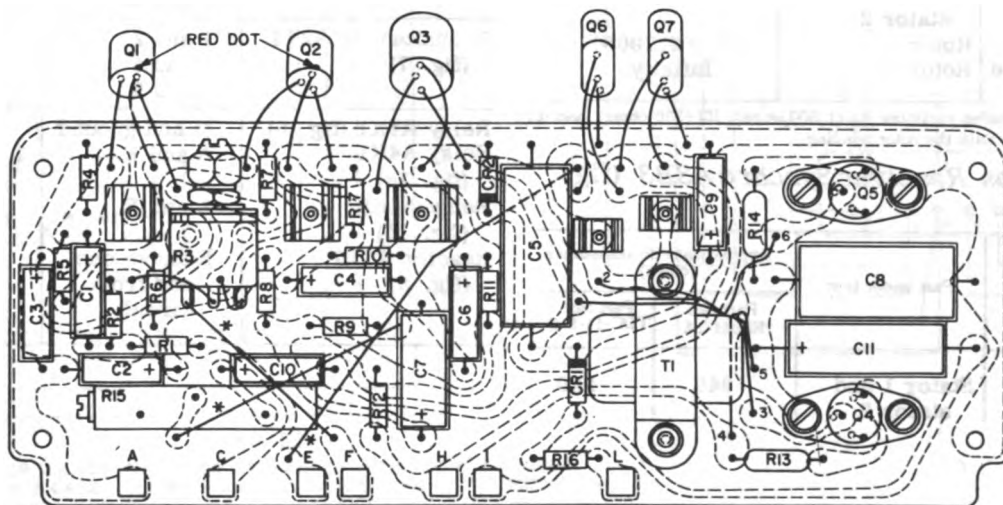 Q1
RED DOT
Q2
Q3
Q6
Q7
R4
R7
R17
CR2
C9
R14
Q5
R3
R5
C1
R2
R6
R8
R10
C4
C6
R11
C5
C8
C3
R1
R9
C7
C2
C10
R12
R15
CR1
T1
C11
2
5
3
4
6
Q4
*
*
*
A
C
E
F
H
I
L
R16
R13